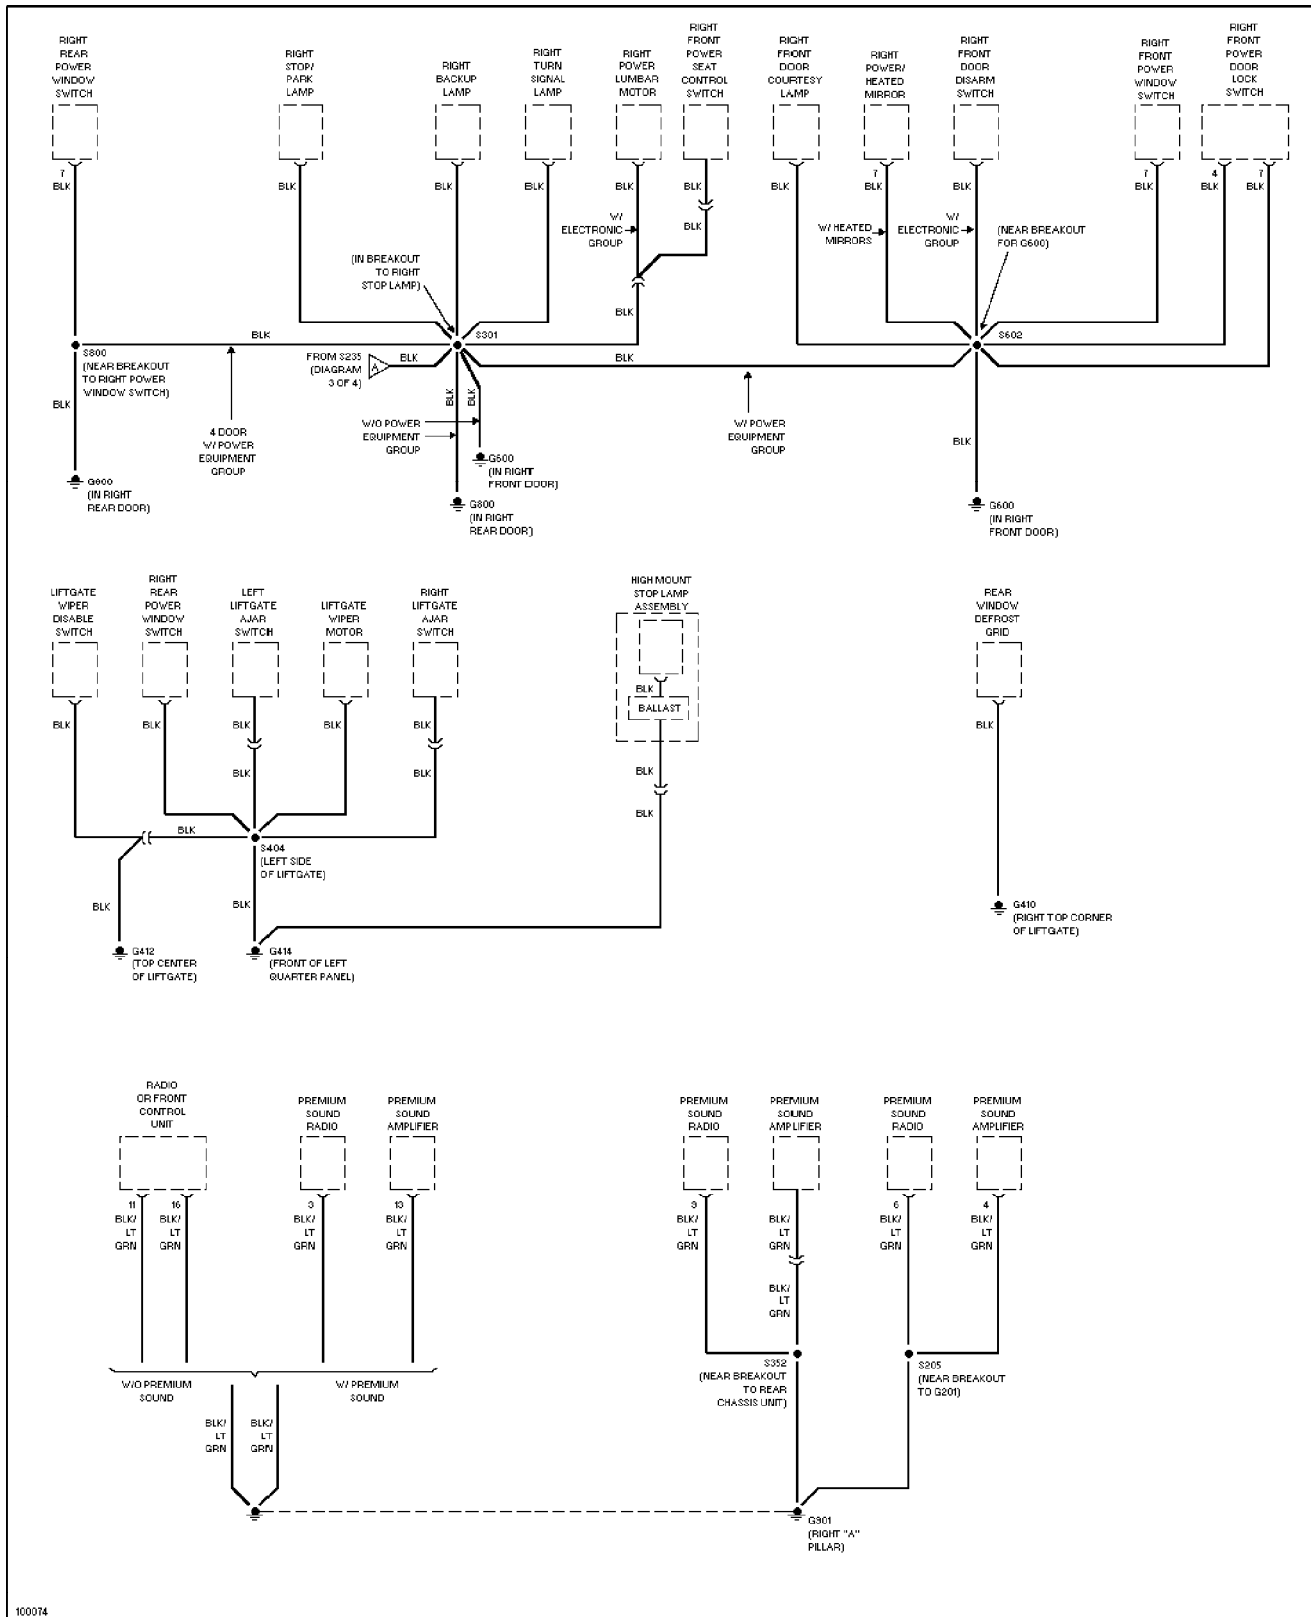 RIGHT
REAR
POWER
WINDOW
SWITCH
RIGHT
STOP/
PARK
LAMP
RIGHT
BACKUP
LAMP
RIGHT
TURN
SIGNAL
LAMP
RIGHT
POWER
LUMBAR
MOTOR
RIGHT
FRONT
POWER
SEAT
CONTROL
SWITCH
RIGHT
FRONT
DOOR
COURTESY
LAMP
RIGHT
POWER/
HEATED
MIRROR
RIGHT
FRONT
DOOR
DISARM
SWITCH
RIGHT
FRONT
POWER
WINDOW
SWITCH
RIGHT
FRONT
POWER
DOOR
LOCK
SWITCH
7
BLK
BLK
BLK
BLK
BLK
BLK
BLK
7
BLK
BLK
7
BLK
4
BLK
7
BLK
W/
ELECTRONIC
GROUP
BLK
W/ HEATED
MIRRORS
W/
ELECTRONIC
GROUP
(NEAR BREAKOUT
FOR G600)
(IN BREAKOUT
TO RIGHT
STOP LAMP)
BLK
BLK
S301
S602
S800
(NEAR BREAKOUT
TO RIGHT POWER
WINDOW SWITCH)
FROM S235
(DIAGRAM
3 OF 4)
A
BLK
BLK
BLK
BLK
BLK
4 DOOR
W/ POWER
EQUIPMENT
GROUP
W/O POWER
EQUIPMENT
GROUP
W/ POWER
EQUIPMENT
GROUP
BLK
G600
(IN RIGHT
FRONT DOOR)
G800
(IN RIGHT
REAR DOOR)
G800
(IN RIGHT
REAR DOOR)
G600
(IN RIGHT
FRONT DOOR)
LIFTGATE
WIPER
DISABLE
SWITCH
RIGHT
REAR
POWER
WINDOW
SWITCH
LEFT
LIFTGATE
AJAR
SWITCH
LIFTGATE
WIPER
MOTOR
RIGHT
LIFTGATE
AJAR
SWITCH
HIGH MOUNT
STOP LAMP
ASSEMBLY
REAR
WINDOW
DEFROST
GRID
BLK
BALLAST
BLK
BLK
BLK
BLK
BLK
BLK
BLK
BLK
BLK
BLK
BLK
S404
(LEFT SIDE
OF LIFTGATE)
BLK
BLK
G412
(TOP CENTER
OF LIFTGATE)
G414
(FRONT OF LEFT
QUARTER PANEL)
G410
(RIGHT TOP CORNER
OF LIFTGATE)
RADIO
OR FRONT
CONTROL
UNIT
PREMIUM
SOUND
RADIO
PREMIUM
SOUND
AMPLIFIER
PREMIUM
SOUND
RADIO
PREMIUM
SOUND
AMPLIFIER
PREMIUM
SOUND
RADIO
PREMIUM
SOUND
AMPLIFIER
11
BLK/
LT
GRN
16
BLK/
LT
GRN
3
BLK/
LT
GRN
13
BLK/
LT
GRN
9
BLK/
LT
GRN
BLK/
LT
GRN
6
BLK/
LT
GRN
4
BLK/
LT
GRN
BLK/
LT
GRN
W/O PREMIUM
SOUND
W/ PREMIUM
SOUND
S352
(NEAR BREAKOUT
TO REAR
CHASSIS UNIT)
S205
(NEAR BREAKOUT
TO G201)
BLK/
LT
GRN
BLK/
LT
GRN
G901
(RIGHT "A"
PILLAR)
100074